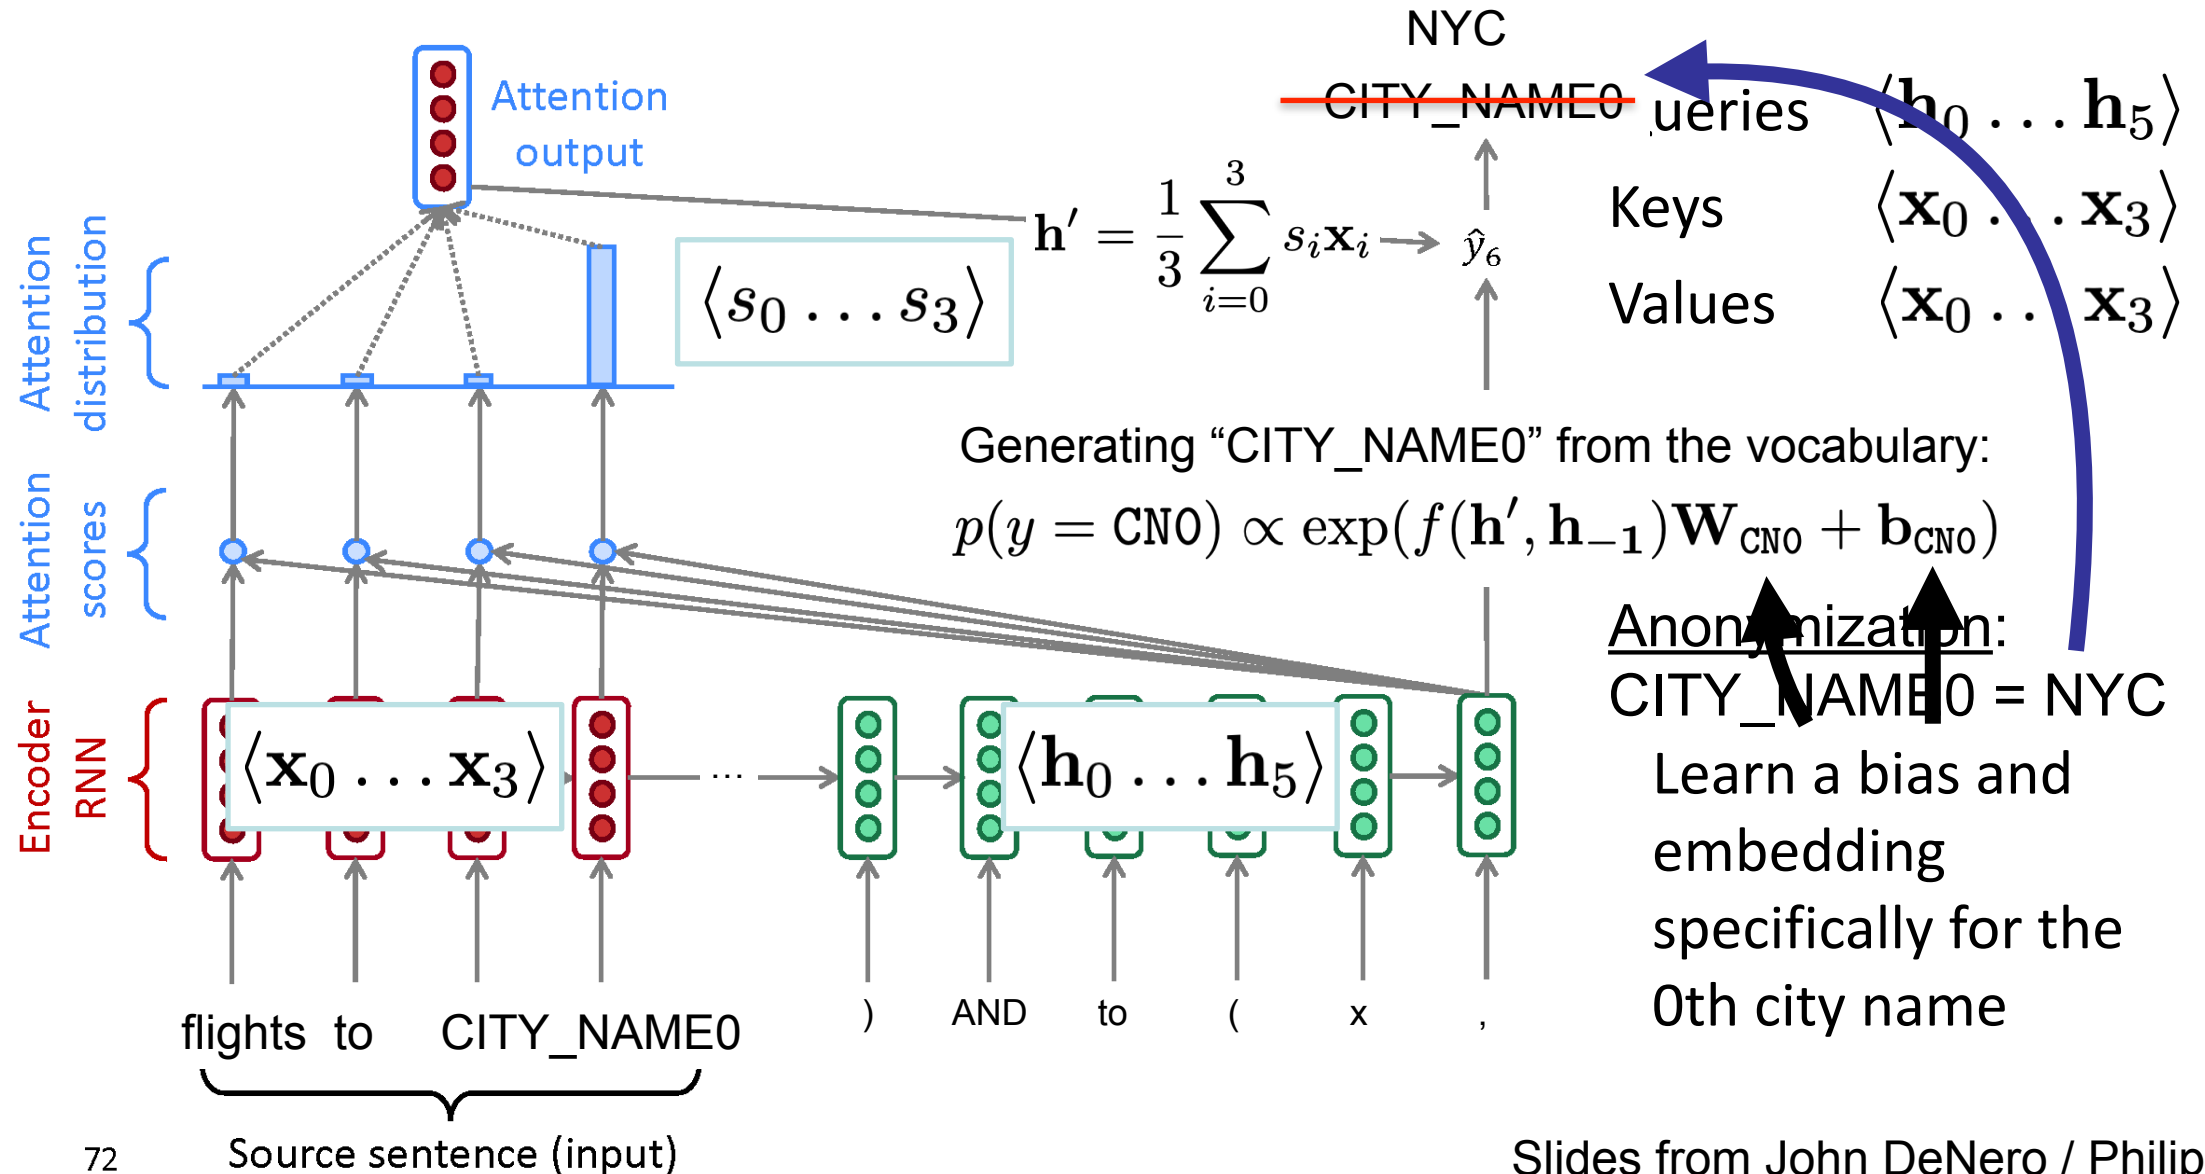 NYC
CITY_NAME0
Attention
output
ueries ⟨h₀ . . . h₅⟩
Keys ⟨x₀ . . . x₃⟩
Values ⟨x₀ . . x₃⟩
h′ = 1/3 ∑_{i=0}^{3} sᵢxᵢ
ŷ₆
Attention
distribution
⟨s₀ . . . s₃⟩
Generating “CITY_NAME0” from the vocabulary:
p(y = CN0) ∝ exp(f(h′, h₋₁)W_CN0 + b_CN0)
Attention
scores
Anonymization:
CITY_NAME0 = NYC
Learn a bias and
embedding
specifically for the
0th city name
Encoder
RNN
⟨x₀ . . . x₃⟩
...
⟨h₀ . . . h₅⟩
flights to CITY_NAME0
) AND to ( x ,
Source sentence (input)
72
Slides from John DeNero / Philip